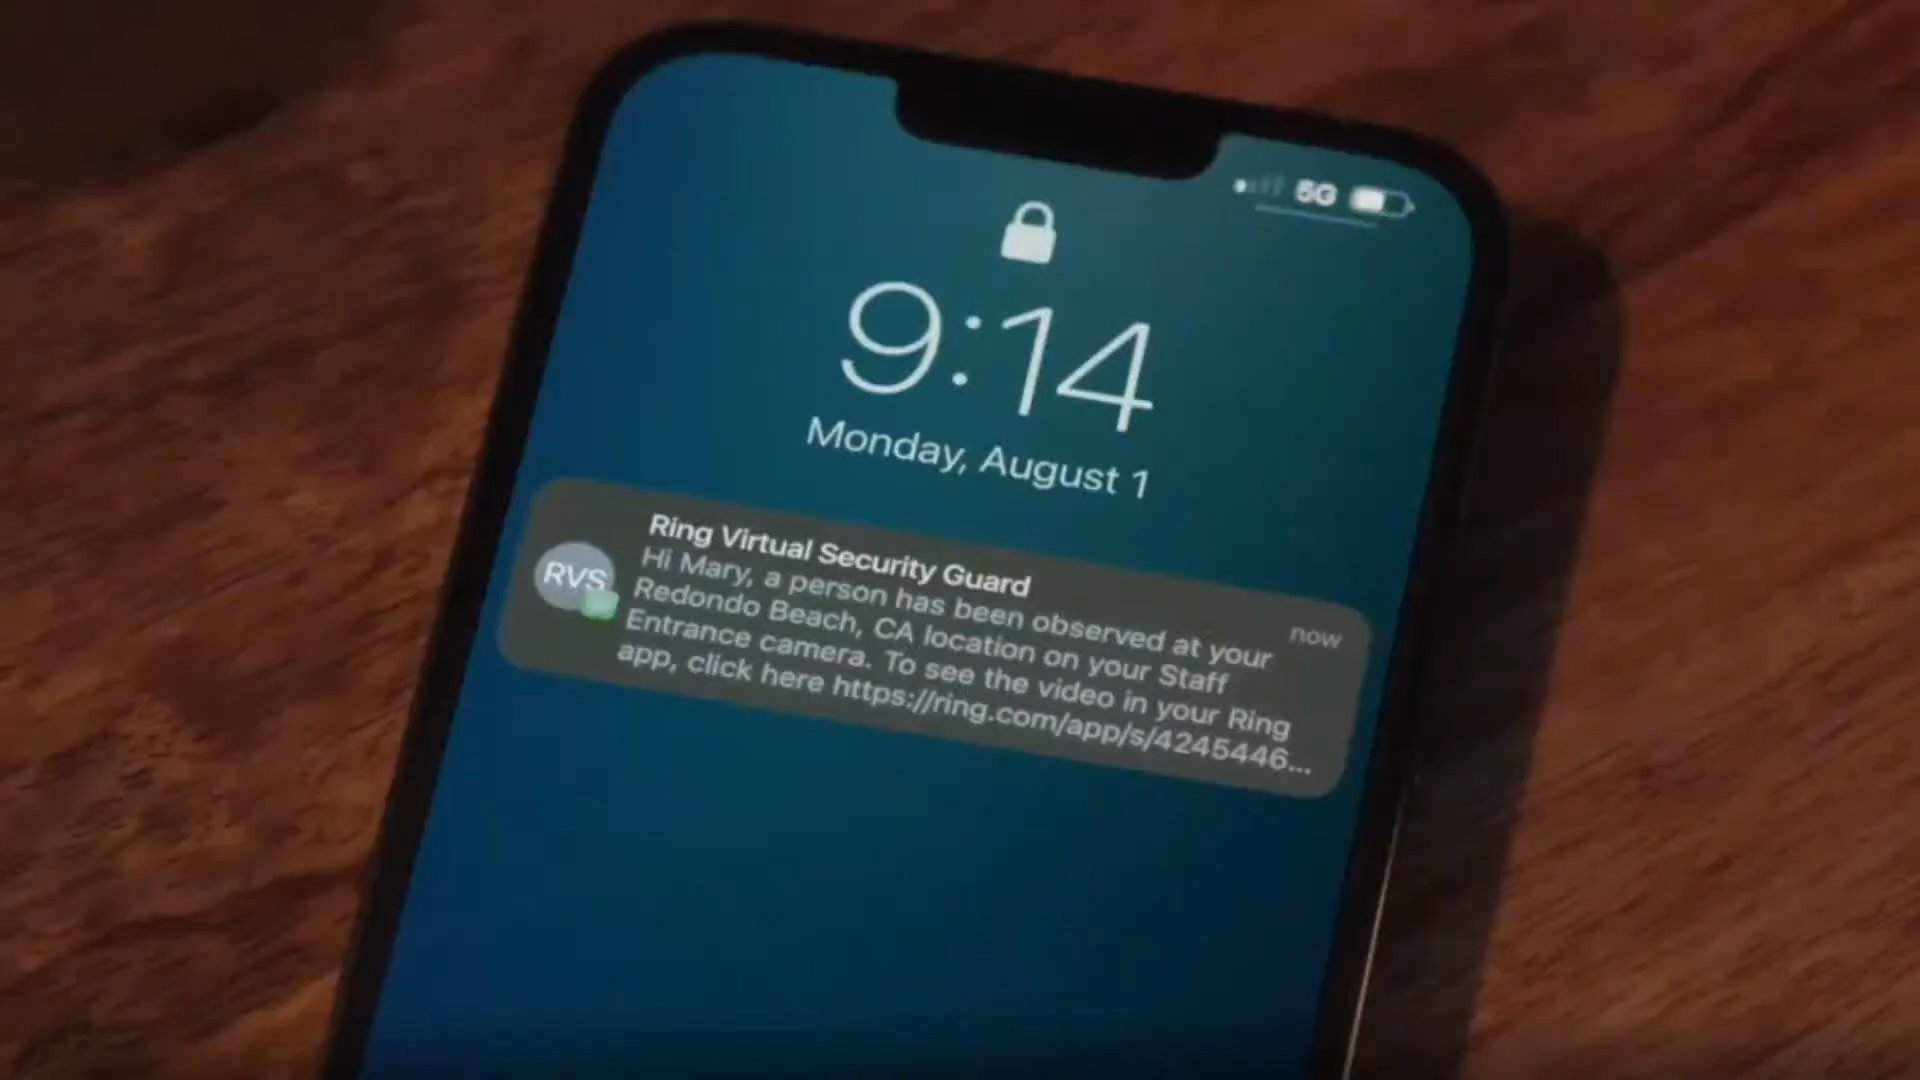 5G
9:14
Monday, August 1
RVS
Ring Virtual Security Guard
now
Hi Mary, a person has been observed at your
Redondo Beach, CA location on your Staff
Entrance camera. To see the video in your Ring
app, click here https://ring.com/app/s/4245446...